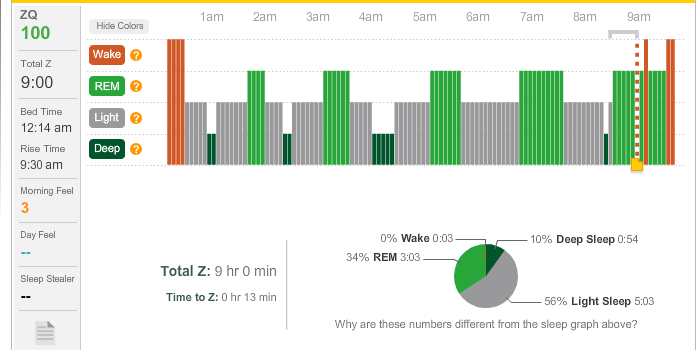 ZQ
100
Total Z
9:00
Bed Time
12:14 am
Rise Time
9:30 am
Morning Feel
3
Day Feel
--
Sleep Stealer
--
Hide Colors
1am 2am 3am 4am 5am 6am 7am 8am 9am
Wake ?
REM ?
Light ?
Deep ?
Total Z: 9 hr 0 min
Time to Z: 0 hr 13 min
0% Wake 0:03
10% Deep Sleep 0:54
34% REM 3:03
56% Light Sleep 5:03
Why are these numbers different from the sleep graph above?